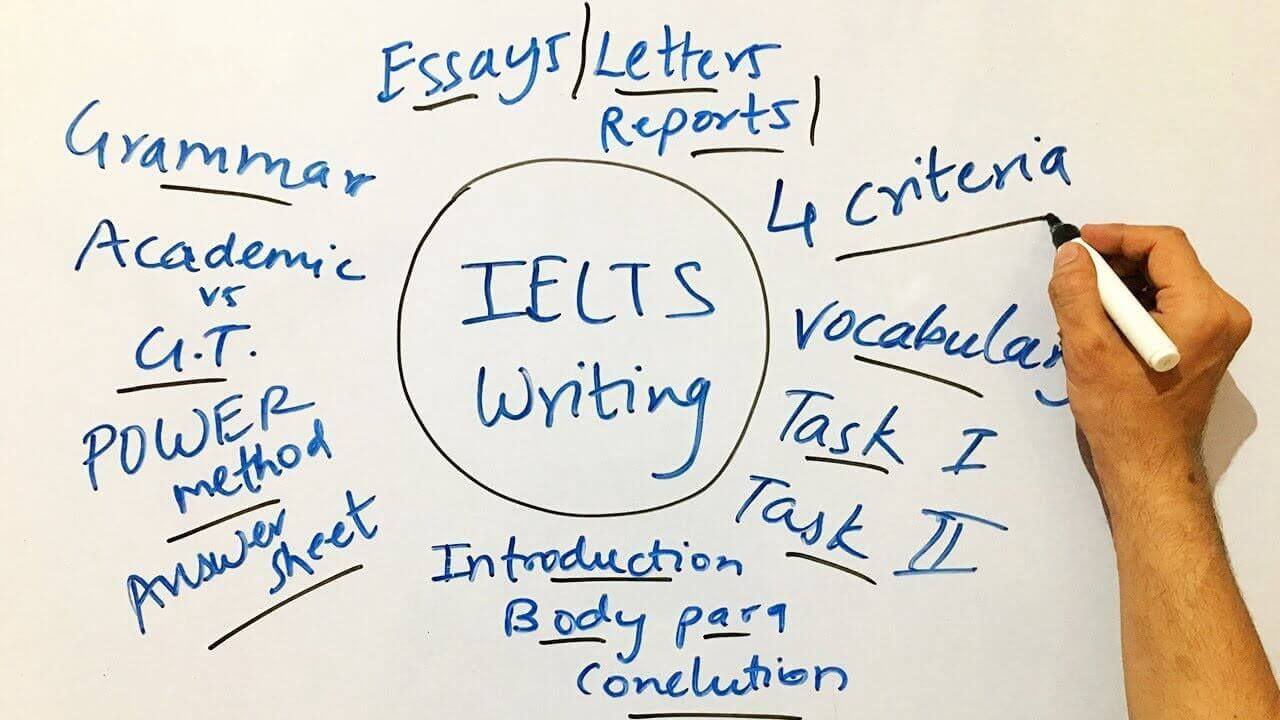 Essays | Letters
Reports |
Grammar
4 criteria
Academic
vs
G.T.
IELTS
Writing
Vocabulary
POWER
method
Task I
Answer
sheet
Task II
Introduction
Body para
Conclution